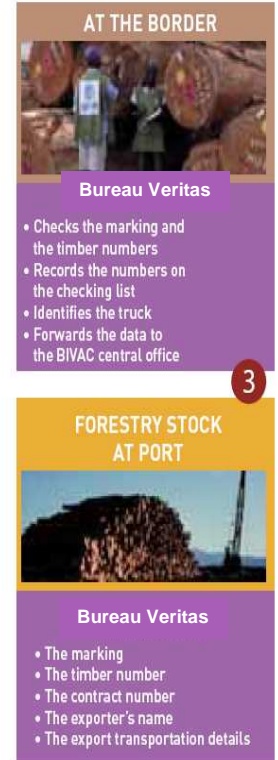 AT THE BORDER
Bureau Veritas
• Checks the marking and
the timber numbers
• Records the numbers on
the checking list
• Identifies the truck
• Forwards the data to
the BIVAC central office
3
FORESTRY STOCK
AT PORT
Bureau Veritas
• The marking
• The timber number
• The contract number
• The exporter's name
• The export transportation details